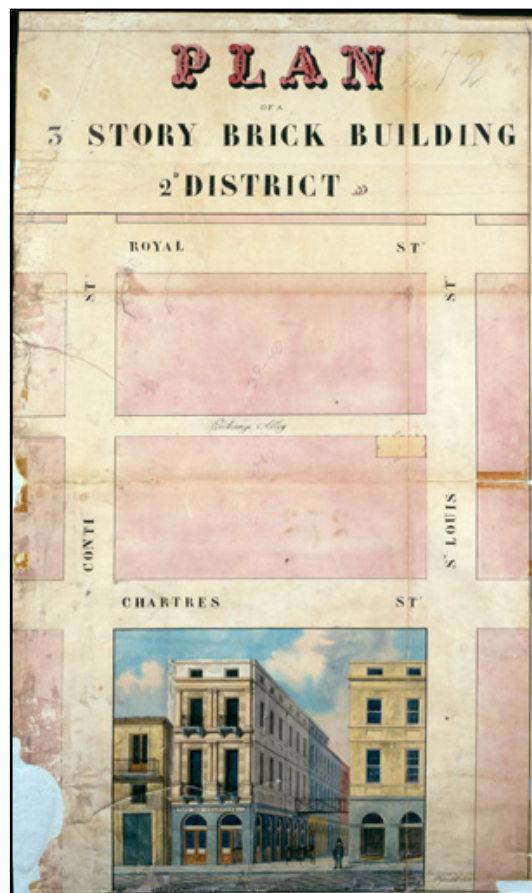 PLAN
272
OF A
3 STORY BRICK BUILDING
2D DISTRICT
ROYAL ST
ST
ST
Exchange Alley
CONTI
ST LOUIS
CHARTRES ST